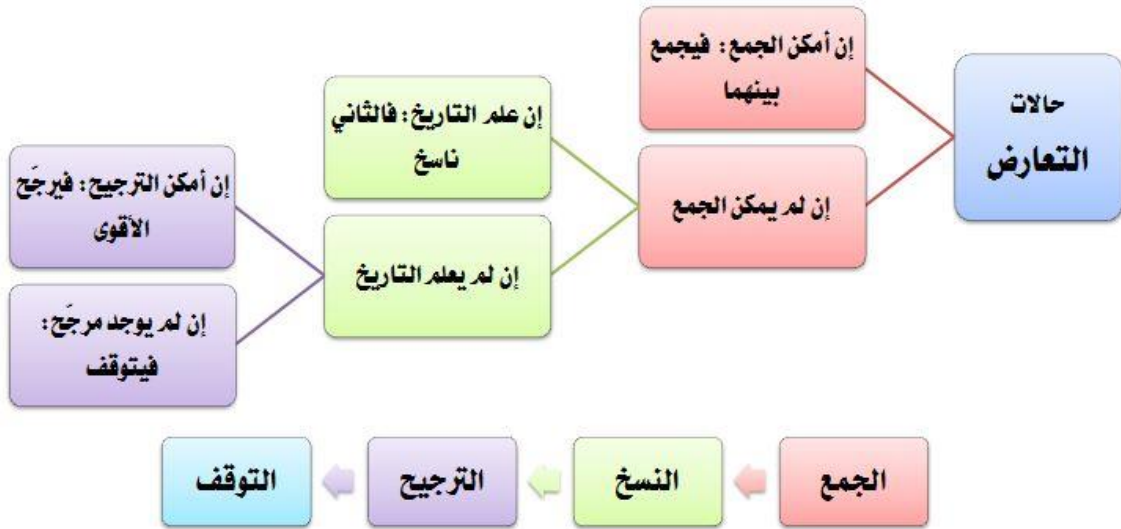 حالات
التعارض
إن أمكن الجمع: فيجمع
بينهما
إن لم يمكن الجمع
إن علم التاريخ: فالثاني
ناسخ
إن لم يعلم التاريخ
إن أمكن الترجيح: فيرجَّح
الأقوى
إن لم يوجد مرجَّح:
فيتوقف
الجمع
النسخ
الترجيح
التوقف